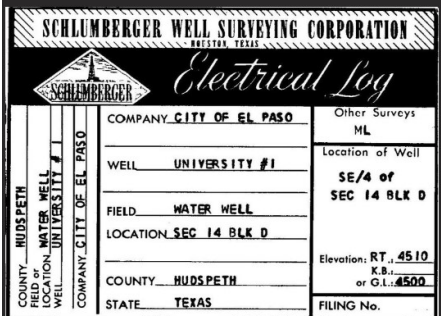 SCHLUMBERGER WELL SURVEYING CORPORATION
HOUSTON, TEXAS
SCHLUMBERGER
Electrical Log
COUNTY HUDSPETH
FIELD or LOCATION WATER WELL
WELL UNIVERSITY # 1
COMPANY CITY OF EL PASO
COMPANY CITY OF EL PASO
WELL UNIVERSITY #1
FIELD WATER WELL
LOCATION SEC 14 BLK D
COUNTY HUDSPETH
STATE TEXAS
Other Surveys
ML
Location of Well
SE/4 of
SEC 14 BLK D
Elevation: RT.: 4510
K.B.:
or G.L.: 4500
FILING No.